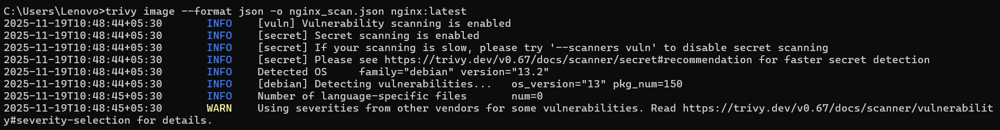 C:\Users\Lenovo>trivy image --format json -o nginx_scan.json nginx:latest
2025-11-19T10:48:44+05:30       INFO    [vuln] Vulnerability scanning is enabled
2025-11-19T10:48:44+05:30       INFO    [secret] Secret scanning is enabled
2025-11-19T10:48:44+05:30       INFO    [secret] If your scanning is slow, please try '--scanners vuln' to disable secret scanning
2025-11-19T10:48:44+05:30       INFO    [secret] Please see https://trivy.dev/v0.67/docs/scanner/secret#recommendation for faster secret detection
2025-11-19T10:48:44+05:30       INFO    Detected OS     family="debian" version="13.2"
2025-11-19T10:48:44+05:30       INFO    [debian] Detecting vulnerabilities...   os_version="13" pkg_num=150
2025-11-19T10:48:45+05:30       INFO    Number of language-specific files       num=0
2025-11-19T10:48:45+05:30       WARN    Using severities from other vendors for some vulnerabilities. Read https://trivy.dev/v0.67/docs/scanner/vulnerabilit
y#severity-selection for details.